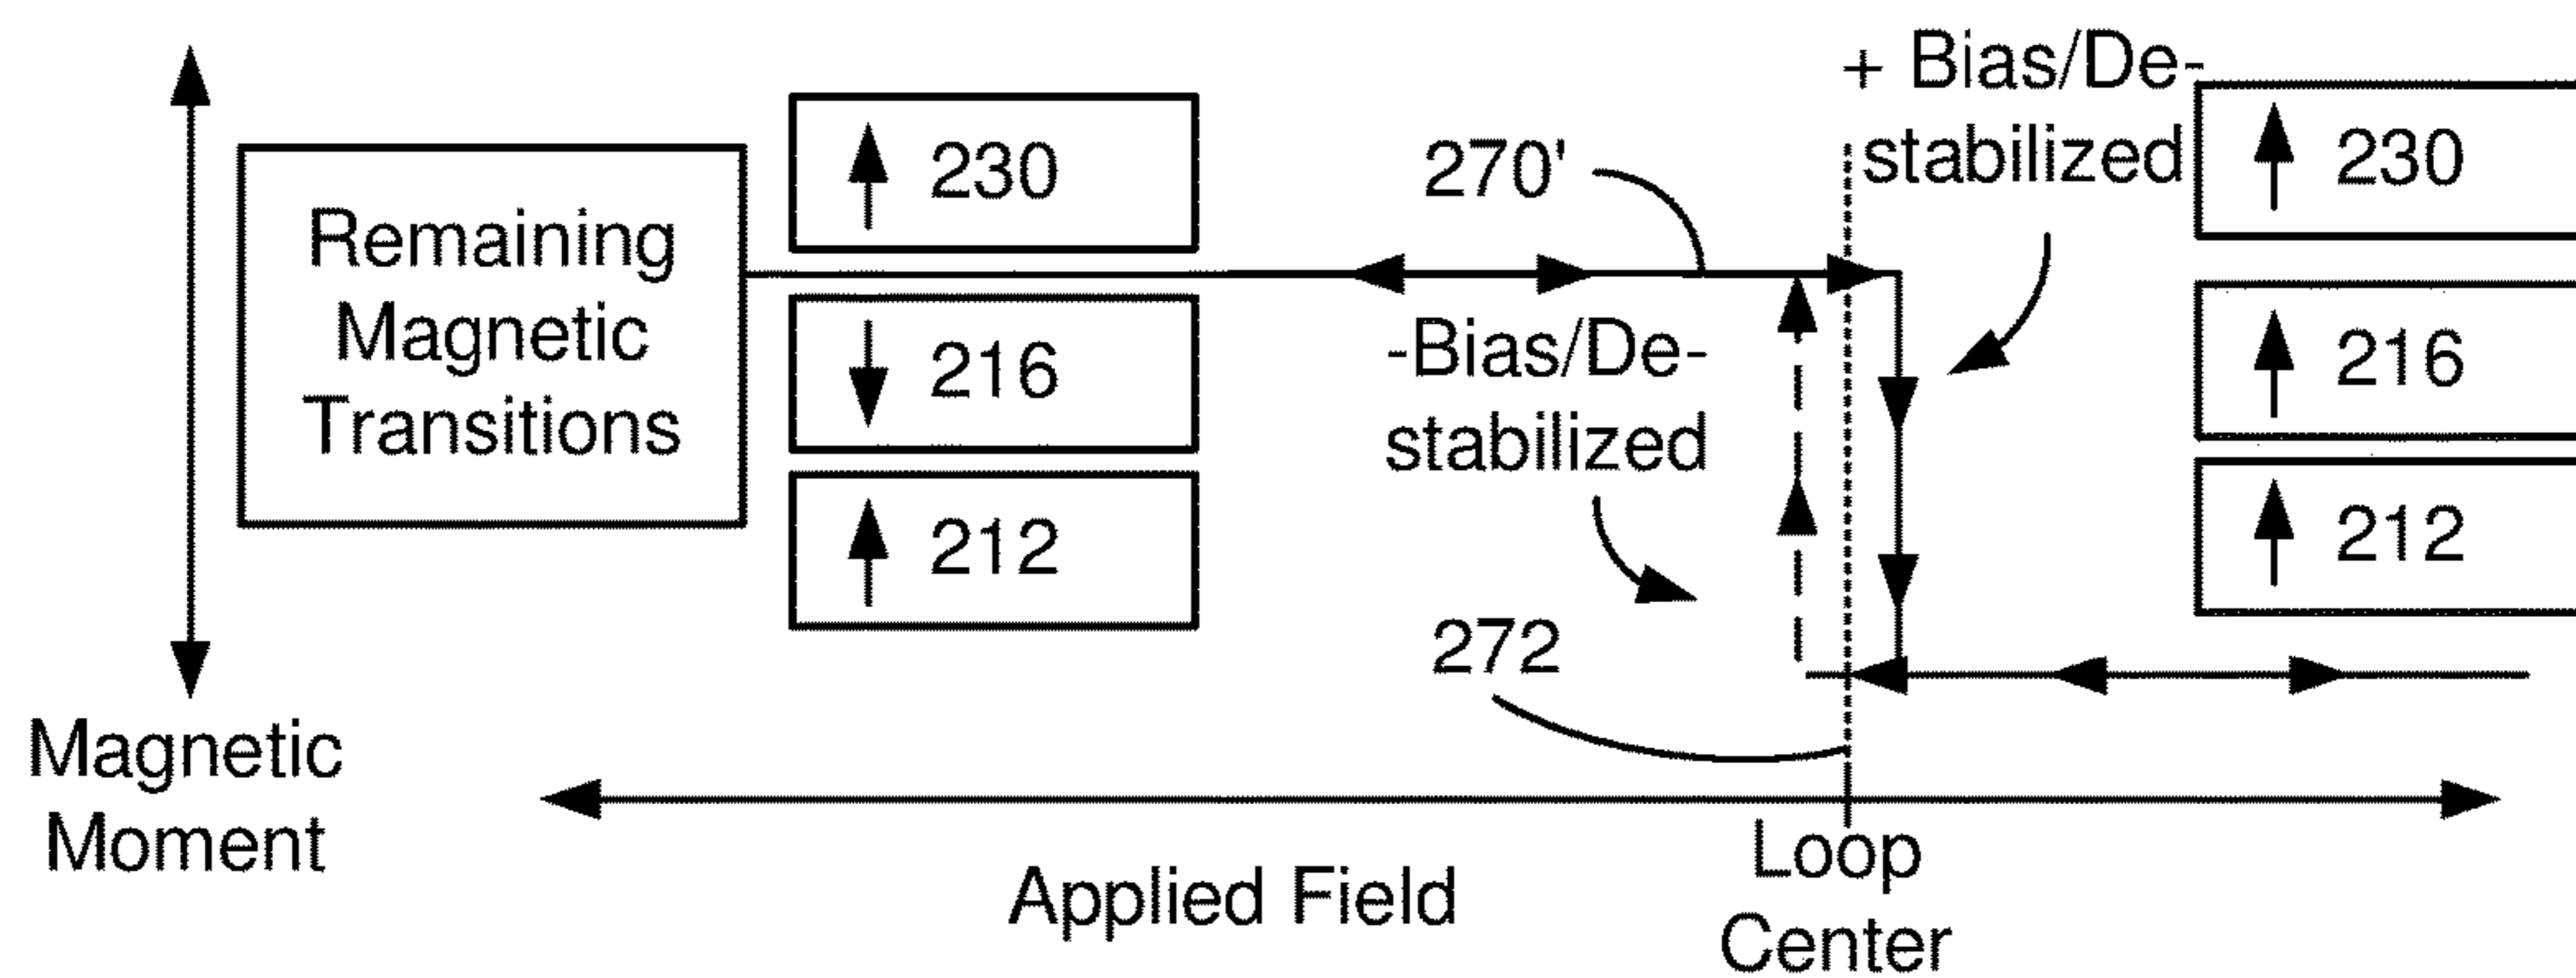 + Bias/De-
stabilized
230
216
212
Remaining
Magnetic
Transitions
230
216
212
270'
-Bias/De-
stabilized
272
Magnetic
Moment
Applied Field
Loop
Center